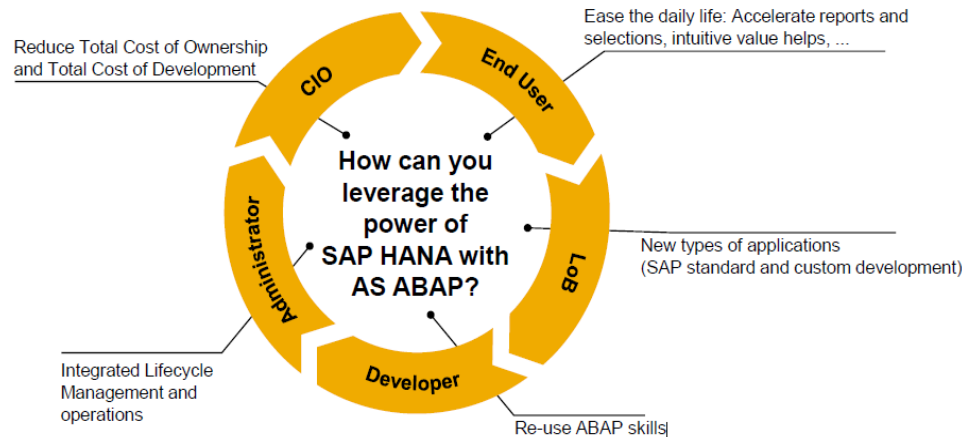 Ease the daily life: Accelerate reports and
selections, intuitive value helps, ...
Reduce Total Cost of Ownership
and Total Cost of Development
CIO
End User
How can you
leverage the
power of
SAP HANA with
AS ABAP?
Administrator
LoB
New types of applications
(SAP standard and custom development)
Developer
Integrated Lifecycle
Management and
operations
Re-use ABAP skills